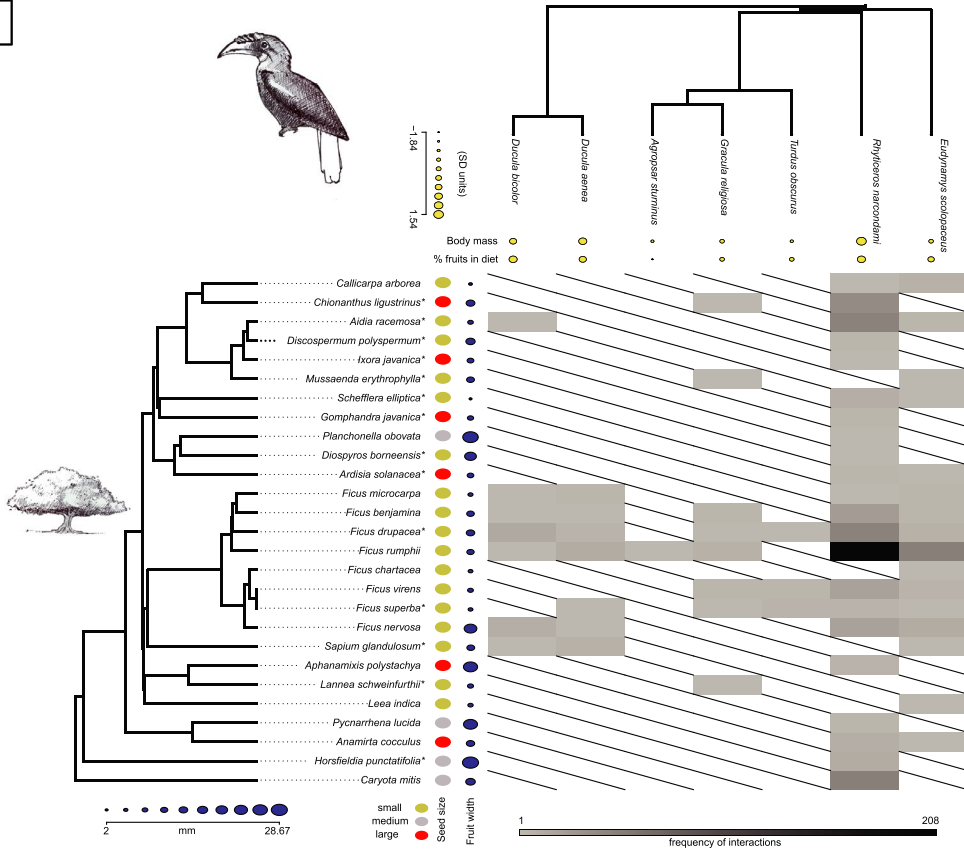 Ducula bicolor
Ducula aenea
Agropsar sturninus
Gracula religiosa
Turdus obscurus
Rhyticeros narcondami
Eudynamys scolopaceus
−1.84
1.54
(SD units)
Body mass
% fruits in diet
Callicarpa arborea
Chionanthus ligustrinus*
Aidia racemosa*
Discospermum polyspermum*
Ixora javanica*
Mussaenda erythrophylla*
Schefflera elliptica*
Gomphandra javanica*
Planchonella obovata
Diospyros borneensis*
Ardisia solanacea*
Ficus microcarpa
Ficus benjamina
Ficus drupacea*
Ficus rumphii
Ficus chartacea
Ficus virens
Ficus superba*
Ficus nervosa
Sapium glandulosum*
Aphanamixis polystachya
Lannea schweinfurthii*
Leea indica
Pycnarrhena lucida
Anamirta cocculus
Horsfieldia punctatifolia*
Caryota mitis
2
mm
28.67
small
medium
large
Seed size
Fruit width
1
208
frequency of interactions